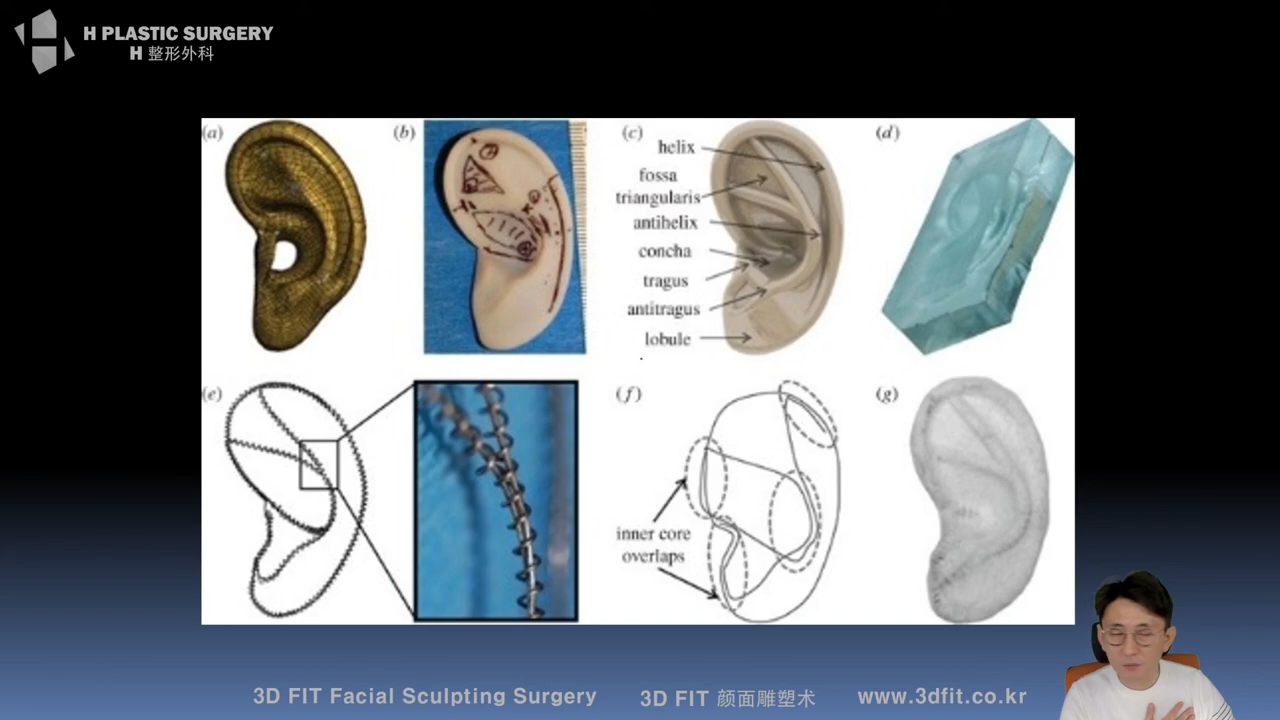 H PLASTIC SURGERY
H 整形外科
(a)
(b)
(c)
(d)
helix
fossa
triangularis
antihelix
concha
tragus
antitragus
lobule
(e)
(f)
(g)
inner core
overlaps
3D FIT Facial Sculpting Surgery
3D FIT 颜面雕塑术
www.3dfit.co.kr